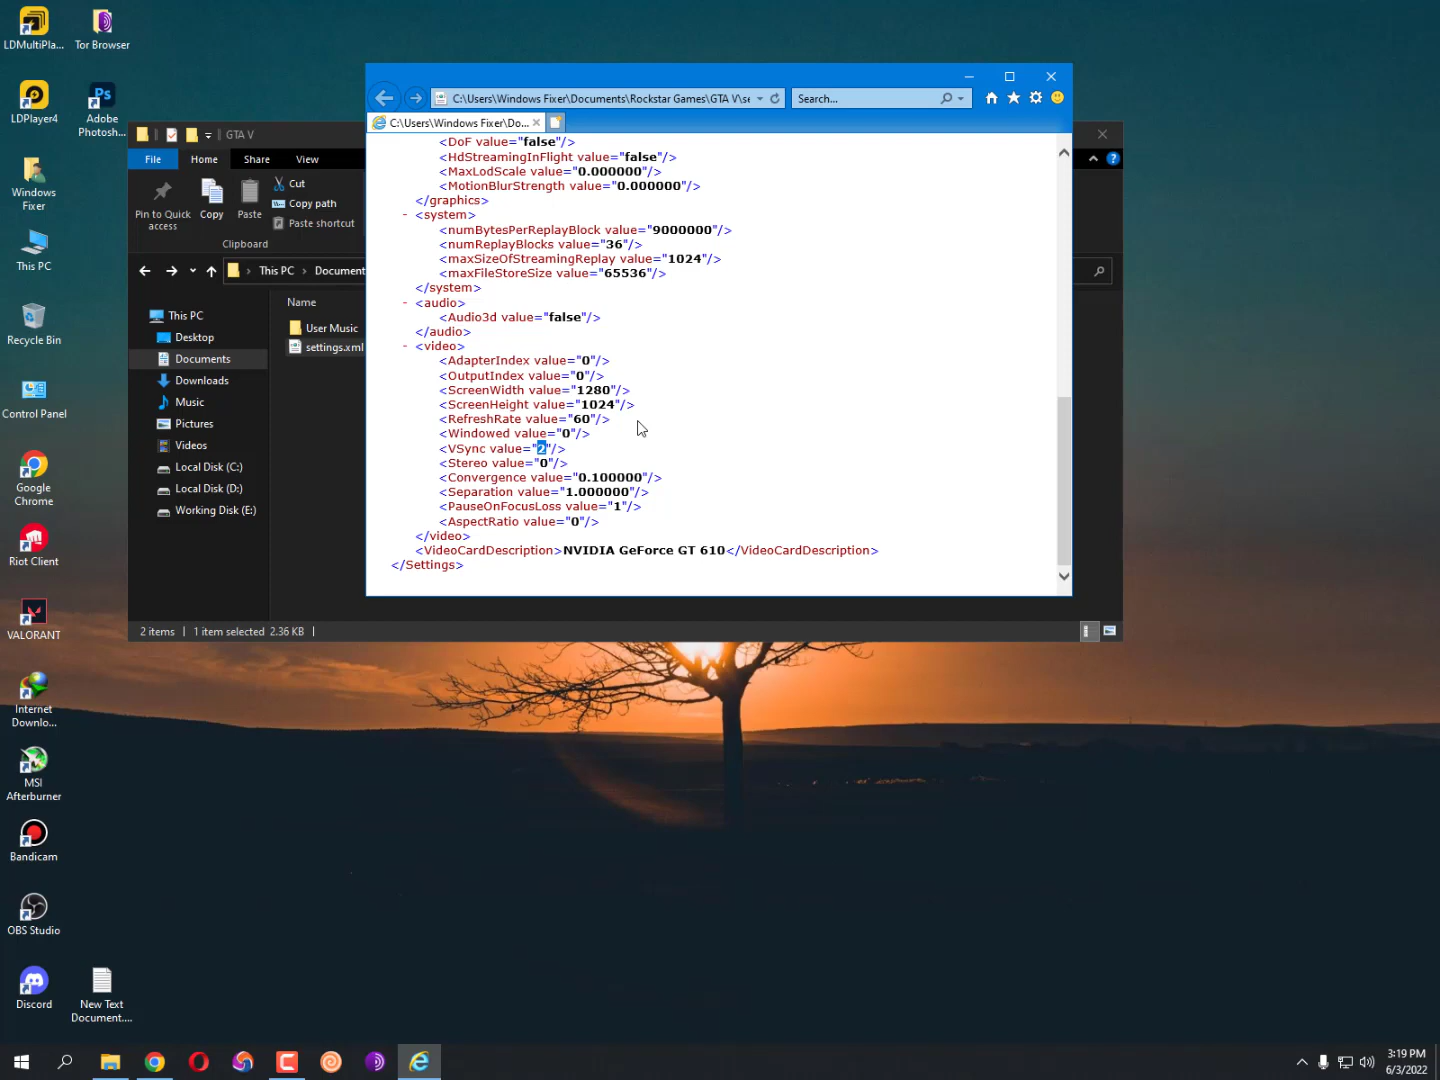 LDMultiPla...
Tor Browser
LDPlayer4
Adobe
Photosh...
Windows
Fixer
This PC
Recycle Bin
Control Panel
Google
Chrome
Riot Client
VALORANT
Internet
Downlo...
MSI
Afterburner
Bandicam
OBS Studio
Discord
New Text
Document....
GTA V
File
Home
Share
View
Pin to Quick
access
Copy
Paste
Cut
Copy path
Paste shortcut
Clipboard
This PC
Document
Name
User Music
settings.xml
This PC
Desktop
Documents
Downloads
Music
Pictures
Videos
Local Disk (C:)
Local Disk (D:)
Working Disk (E:)
2 items
1 item selected 2.36 KB
C:\Users\Windows Fixer\Documents\Rockstar Games\GTA V\se
Search...
C:\Users\Windows Fixer\Do...
<DoF value="false"/>
<HdStreamingInFlight value="false"/>
<MaxLodScale value="0.000000"/>
<MotionBlurStrength value="0.000000"/>
</graphics>
- <system>
<numBytesPerReplayBlock value="9000000"/>
<numReplayBlocks value="36"/>
<maxSizeOfStreamingReplay value="1024"/>
<maxFileStoreSize value="65536"/>
</system>
- <audio>
<Audio3d value="false"/>
</audio>
- <video>
<AdapterIndex value="0"/>
<OutputIndex value="0"/>
<ScreenWidth value="1280"/>
<ScreenHeight value="1024"/>
<RefreshRate value="60"/>
<Windowed value="0"/>
<VSync value="2"/>
<Stereo value="0"/>
<Convergence value="0.100000"/>
<Separation value="1.000000"/>
<PauseOnFocusLoss value="1"/>
<AspectRatio value="0"/>
</video>
<VideoCardDescription>NVIDIA GeForce GT 610</VideoCardDescription>
</Settings>
3:19 PM
6/3/2022